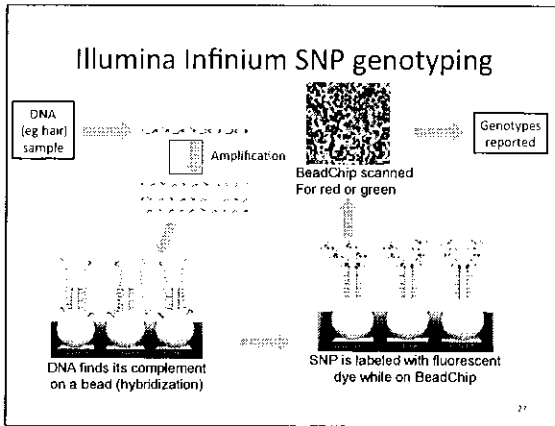 Illumina Infinium SNP genotyping
DNA
(eg hair)
sample
Amplification
BeadChip scanned
For red or green
Genotypes
reported
DNA finds its complement
on a bead (hybridization)
SNP is labeled with fluorescent
dye while on BeadChip